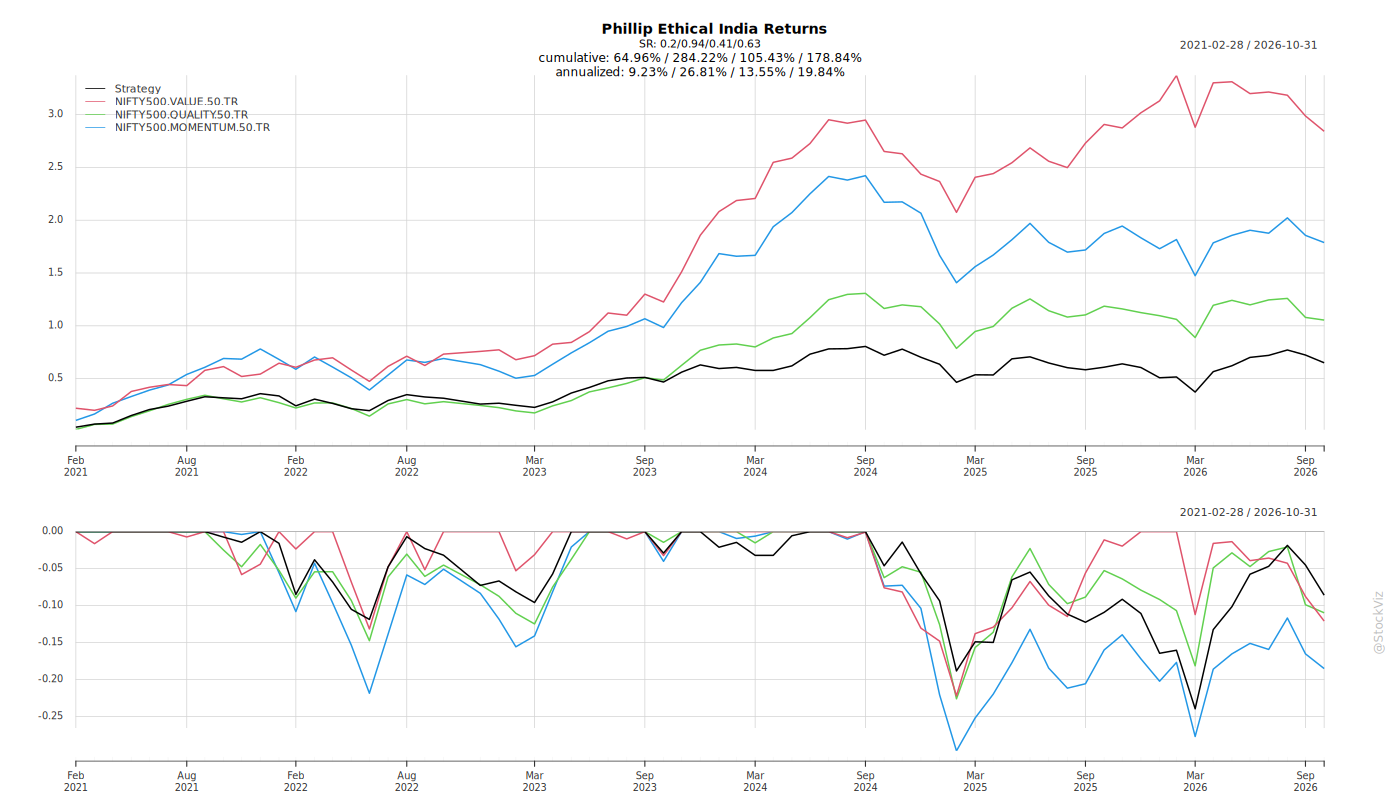 Phillip Ethical India Returns
SR: 0.2/0.94/0.41/0.63
cumulative: 64.96% / 284.22% / 105.43% / 178.84%
annualized: 9.23% / 26.81% / 13.55% / 19.84%
2021-02-28 / 2026-10-31
Strategy
NIFTY500.VALUE.50.TR
NIFTY500.QUALITY.50.TR
NIFTY500.MOMENTUM.50.TR
3.0
2.5
2.0
1.5
1.0
0.5
Feb Aug Feb Aug Mar Sep Mar Sep Mar Sep Mar Sep
2021 2021 2022 2022 2023 2023 2024 2024 2025 2025 2026 2026
2021-02-28 / 2026-10-31
0.00
-0.05
-0.10
-0.15
-0.20
-0.25
Feb Aug Feb Aug Mar Sep Mar Sep Mar Sep Mar Sep
2021 2021 2022 2022 2023 2023 2024 2024 2025 2025 2026 2026
@StockViz